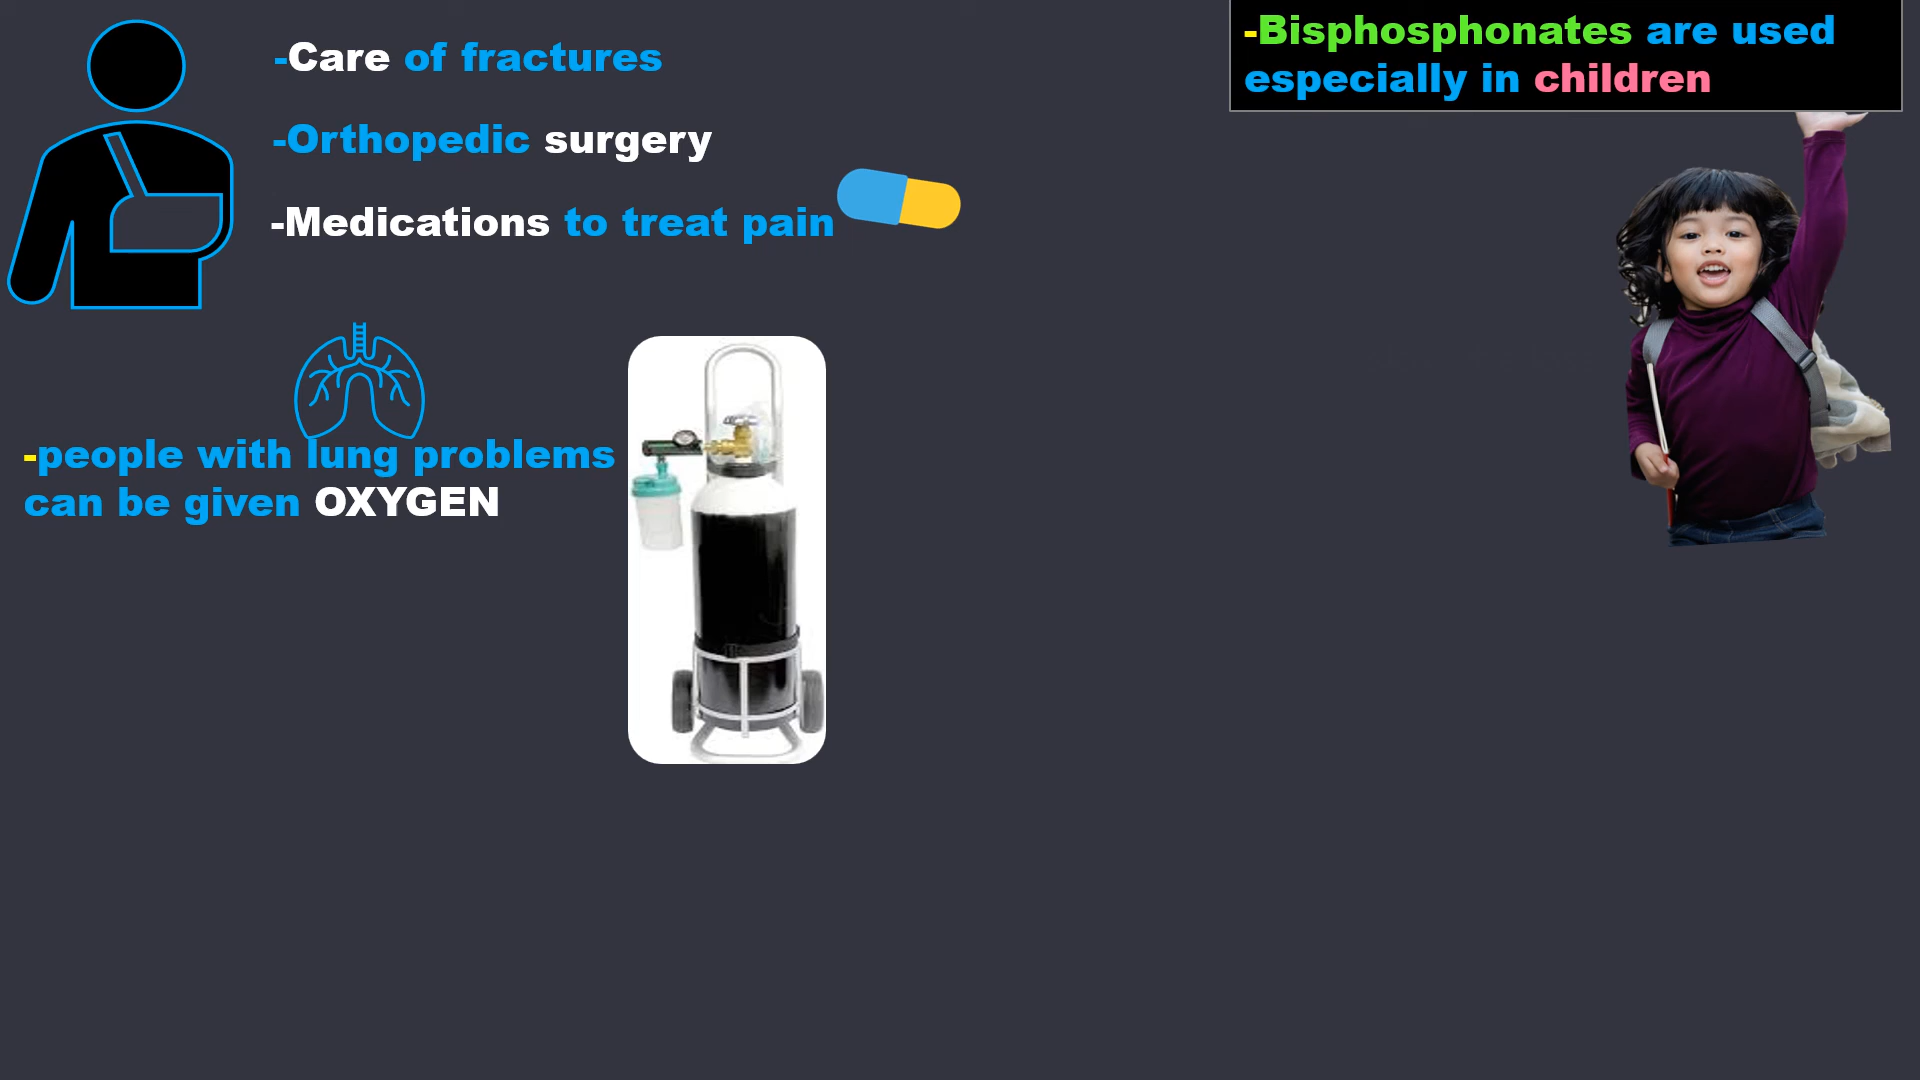 -Care of fractures
-Orthopedic surgery
-Medications to treat pain
-people with lung problems
can be given OXYGEN
-Bisphosphonates are used
especially in children